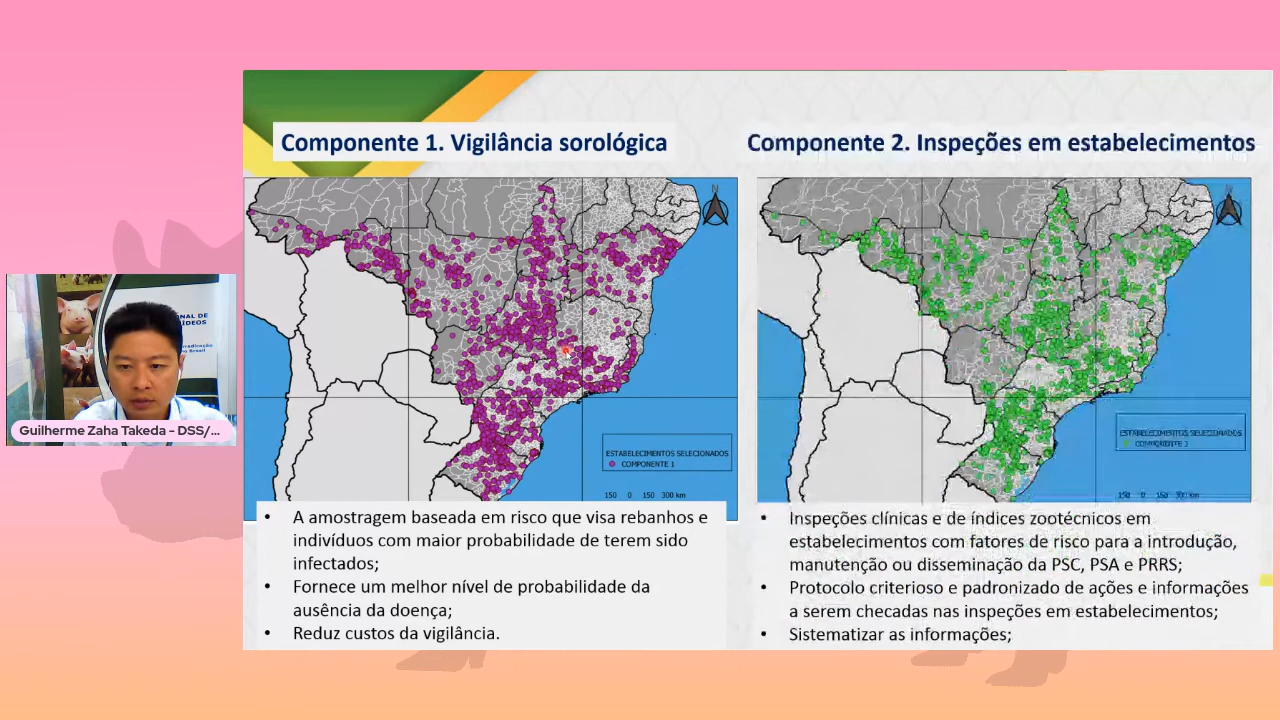 Componente 1. Vigilância sorológica
Componente 2. Inspeções em estabelecimentos
N
ESTABELECIMENTOS SELECIONADOS
COMPONENTE 1
150 0 150 300 km
N
ESTABELECIMENTOS SELECIONADOS
150 0 150 300 km
• A amostragem baseada em risco que visa rebanhos e
indivíduos com maior probabilidade de terem sido
infectados;
• Fornece um melhor nível de probabilidade da
ausência da doença;
• Reduz custos da vigilância.
• Inspeções clínicas e de índices zootécnicos em
estabelecimentos com fatores de risco para a introdução,
manutenção ou disseminação da PSC, PSA e PRRS;
• Protocolo criterioso e padronizado de ações e informações
a serem checadas nas inspeções em estabelecimentos;
• Sistematizar as informações;
ONAL DE
ÍDEOS
Guilherme Zaha Takeda - DSS/...